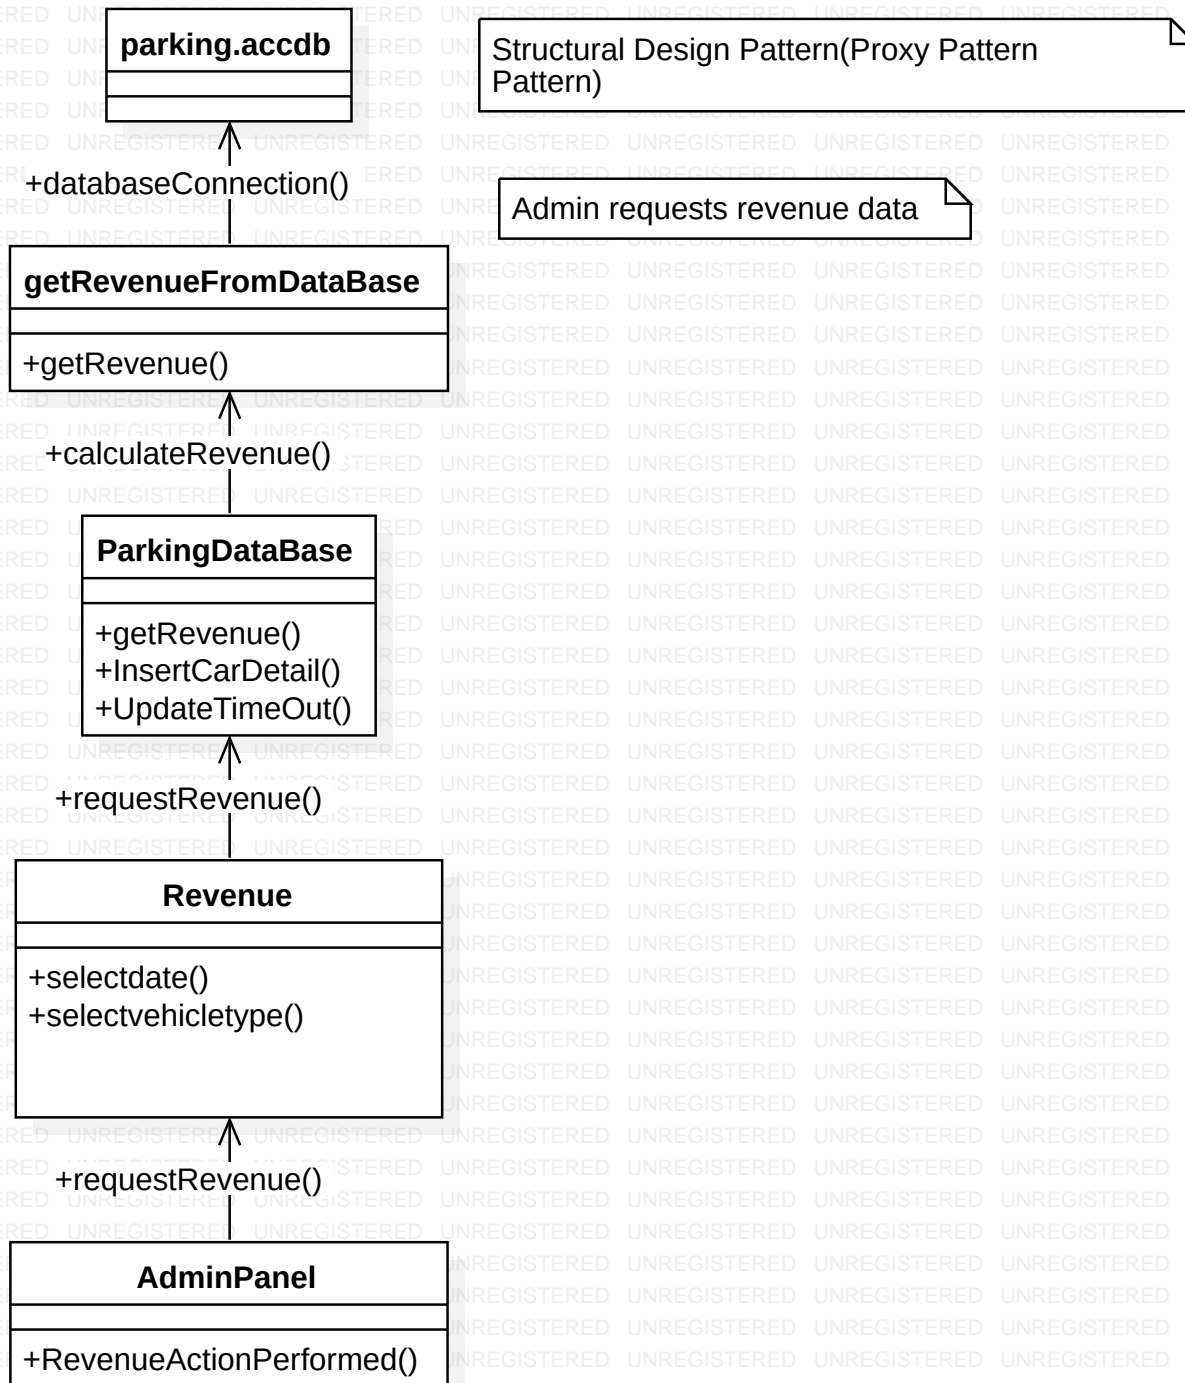 parking.accdb
Structural Design Pattern(Proxy Pattern
Pattern)
+databaseConnection()
Admin requests revenue data
getRevenueFromDataBase
+getRevenue()
+calculateRevenue()
ParkingDataBase
+getRevenue()
+InsertCarDetail()
+UpdateTimeOut()
+requestRevenue()
Revenue
+selectdate()
+selectvehicletype()
+requestRevenue()
AdminPanel
+RevenueActionPerformed()
UNREGISTERED